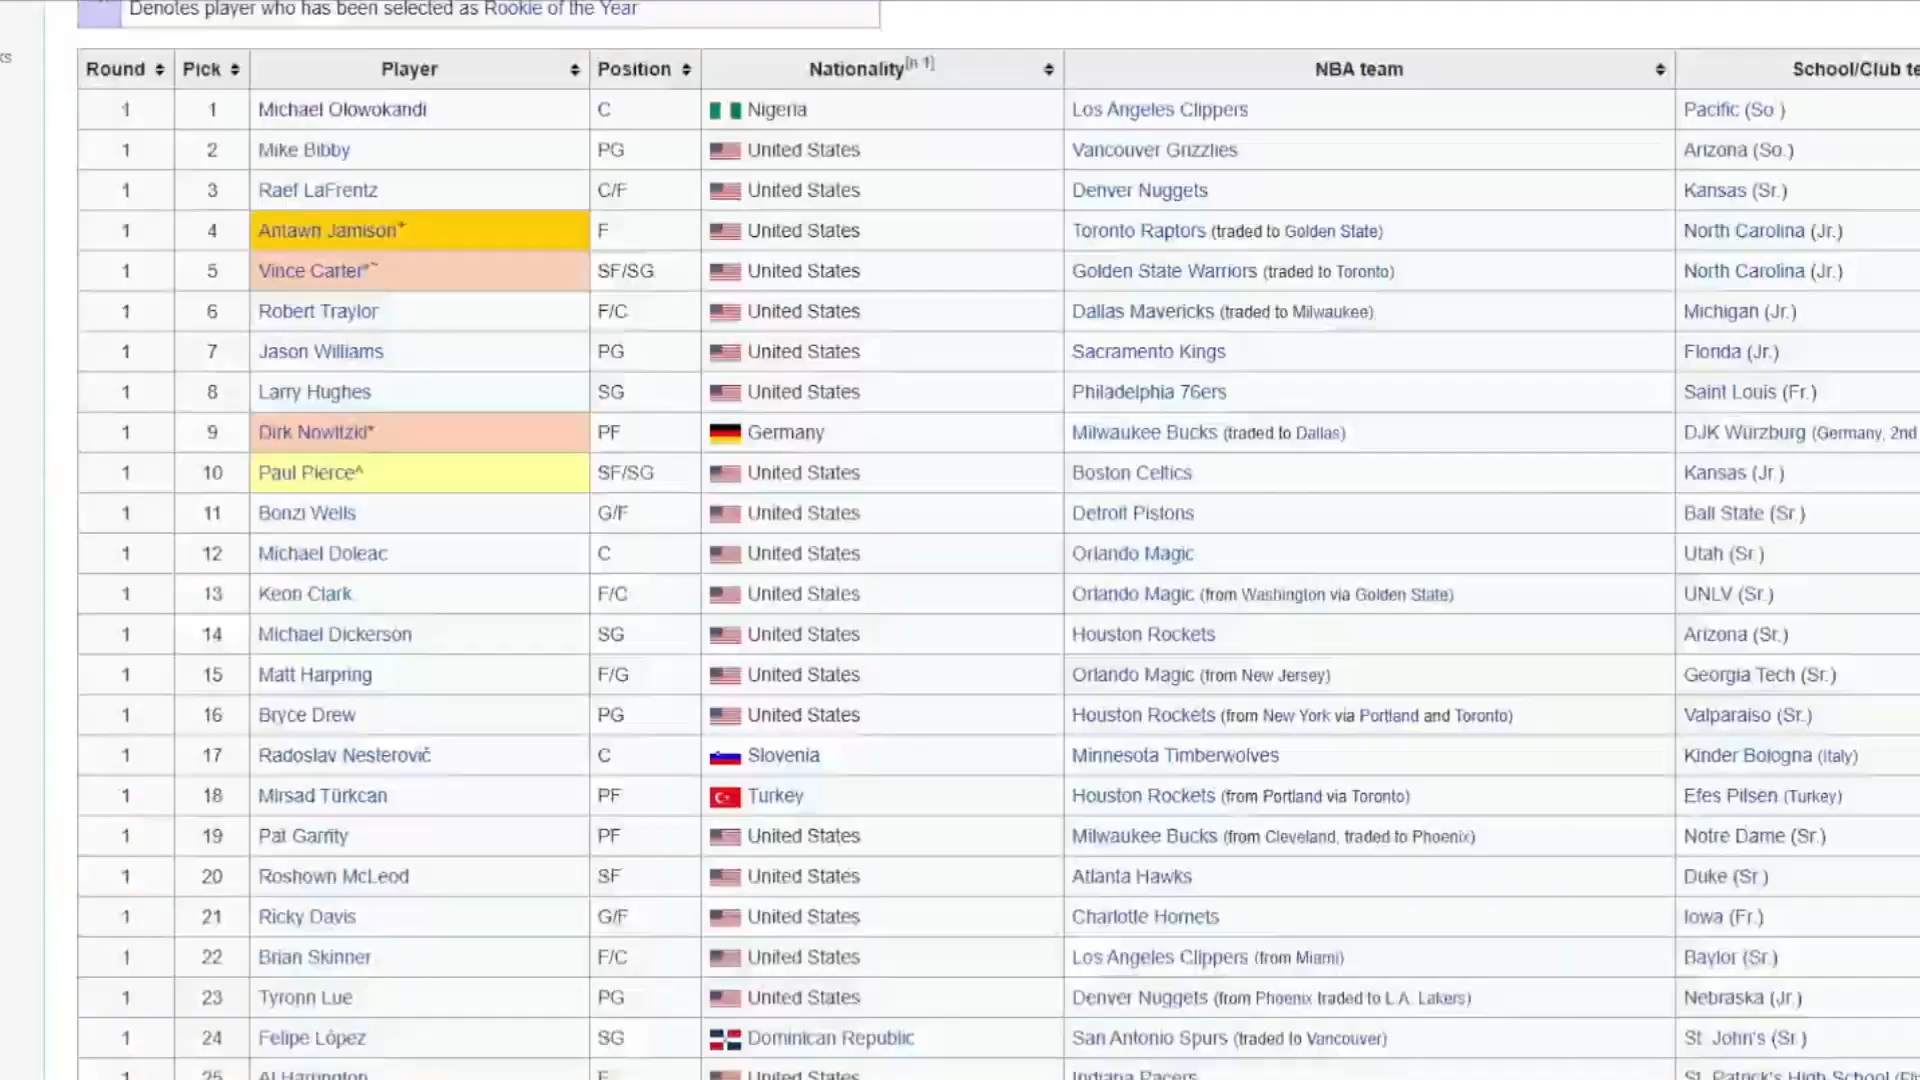 Denotes player who has been selected as Rookie of the Year
Round Pick Player Position Nationality[n 1] NBA team School/Club te
1 1 Michael Olowokandi C Nigeria Los Angeles Clippers Pacific (So.)
1 2 Mike Bibby PG United States Vancouver Grizzlies Arizona (So.)
1 3 Raef LaFrentz C/F United States Denver Nuggets Kansas (Sr.)
1 4 Antawn Jamison+ F United States Toronto Raptors (traded to Golden State) North Carolina (Jr.)
1 5 Vince Carter*~ SF/SG United States Golden State Warriors (traded to Toronto) North Carolina (Jr.)
1 6 Robert Traylor F/C United States Dallas Mavericks (traded to Milwaukee) Michigan (Jr.)
1 7 Jason Williams PG United States Sacramento Kings Florida (Jr.)
1 8 Larry Hughes SG United States Philadelphia 76ers Saint Louis (Fr.)
1 9 Dirk Nowitzki* PF Germany Milwaukee Bucks (traded to Dallas) DJK Würzburg (Germany, 2nd
1 10 Paul Pierce^ SF/SG United States Boston Celtics Kansas (Jr.)
1 11 Bonzi Wells G/F United States Detroit Pistons Ball State (Sr.)
1 12 Michael Doleac C United States Orlando Magic Utah (Sr.)
1 13 Keon Clark F/C United States Orlando Magic (from Washington via Golden State) UNLV (Sr.)
1 14 Michael Dickerson SG United States Houston Rockets Arizona (Sr.)
1 15 Matt Harpring F/G United States Orlando Magic (from New Jersey) Georgia Tech (Sr.)
1 16 Bryce Drew PG United States Houston Rockets (from New York via Portland and Toronto) Valparaiso (Sr.)
1 17 Radoslav Nesterovič C Slovenia Minnesota Timberwolves Kinder Bologna (Italy)
1 18 Mirsad Türkcan PF Turkey Houston Rockets (from Portland via Toronto) Efes Pilsen (Turkey)
1 19 Pat Garrity PF United States Milwaukee Bucks (from Cleveland, traded to Phoenix) Notre Dame (Sr.)
1 20 Roshown McLeod SF United States Atlanta Hawks Duke (Sr.)
1 21 Ricky Davis G/F United States Charlotte Hornets Iowa (Fr.)
1 22 Brian Skinner F/C United States Los Angeles Clippers (from Miami) Baylor (Sr.)
1 23 Tyronn Lue PG United States Denver Nuggets (from Phoenix traded to L.A. Lakers) Nebraska (Jr.)
1 24 Felipe López SG Dominican Republic San Antonio Spurs (traded to Vancouver) St. John's (Sr.)
1 25 Al Harrington F United States Indiana Pacers St. Patrick's High School